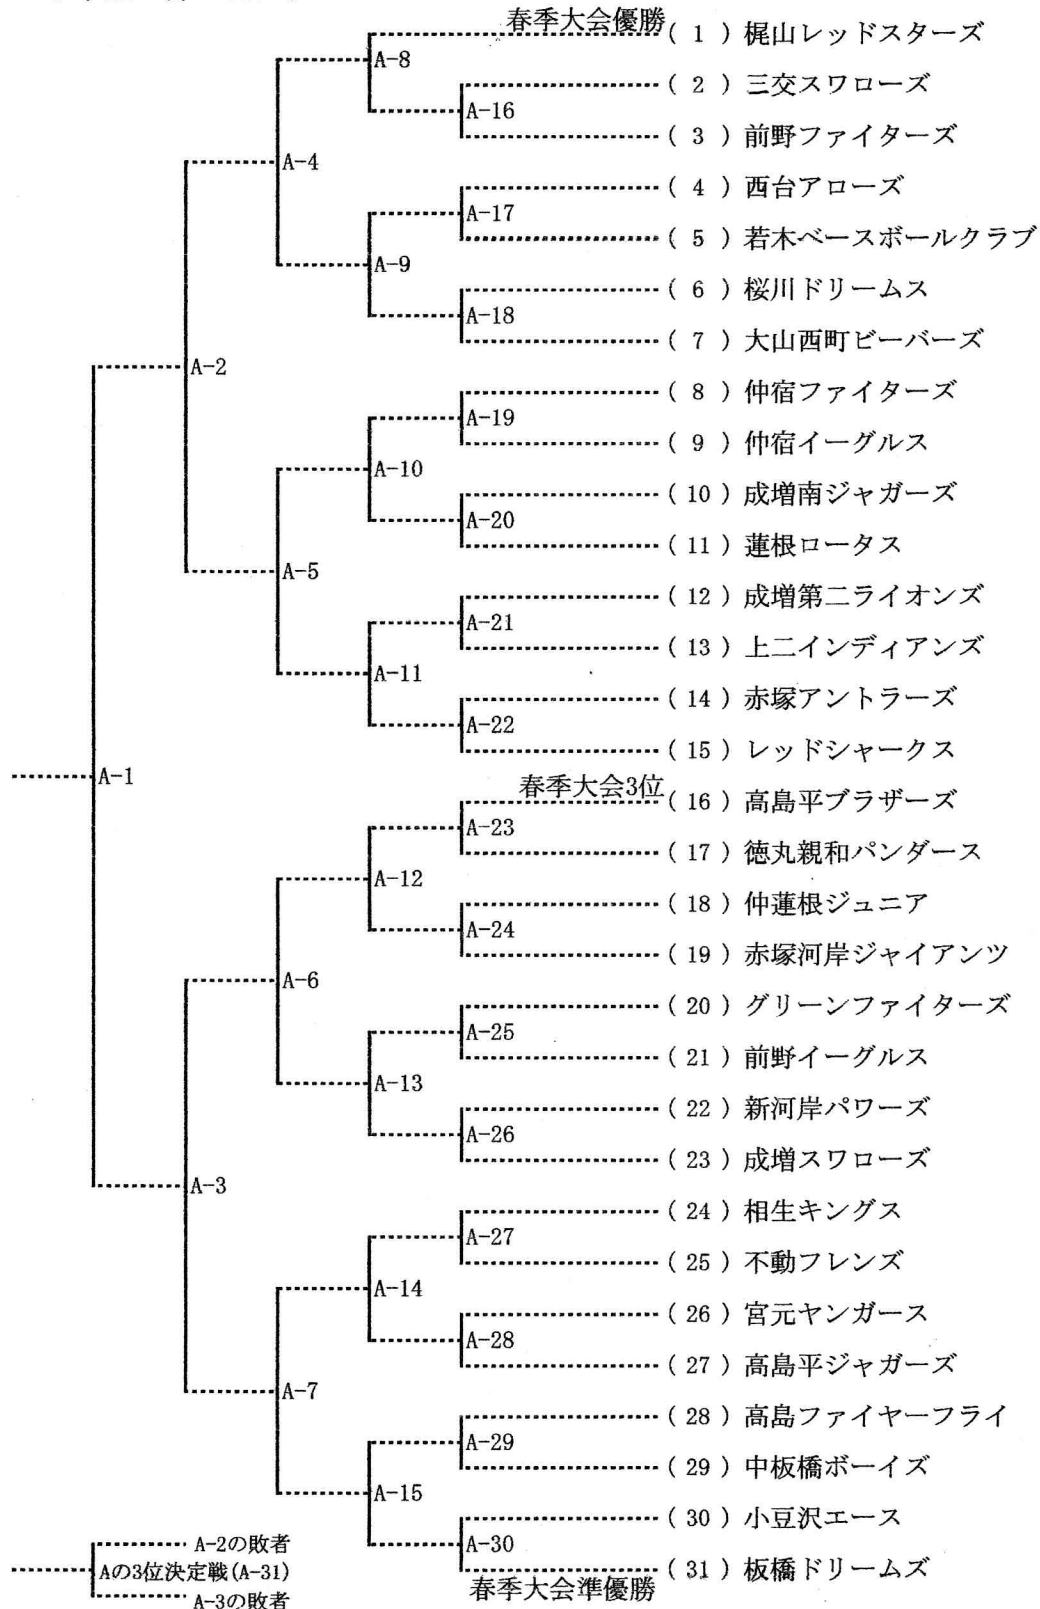 春季大会優勝
( 1 ) 梶山レッドスターズ
A-8
( 2 ) 三交スワローズ
A-16
( 3 ) 前野ファイターズ
A-4
( 4 ) 西台アローズ
A-17
( 5 ) 若木ベースボールクラブ
A-9
( 6 ) 桜川ドリームス
A-18
( 7 ) 大山西町ビーバーズ
A-2
( 8 ) 仲宿ファイターズ
A-19
( 9 ) 仲宿イーグルス
A-10
( 10 ) 成増南ジャガーズ
A-20
( 11 ) 蓮根ロータス
A-5
( 12 ) 成増第二ライオンズ
A-21
( 13 ) 上二インディアンズ
A-11
( 14 ) 赤塚アントラーズ
A-22
( 15 ) レッドシャークス
A-1
春季大会3位
( 16 ) 高島平ブラザーズ
A-23
( 17 ) 徳丸親和パンダース
A-12
( 18 ) 仲蓮根ジュニア
A-24
( 19 ) 赤塚河岸ジャイアンツ
A-6
( 20 ) グリーンファイターズ
A-25
( 21 ) 前野イーグルス
A-13
( 22 ) 新河岸パワーズ
A-26
( 23 ) 成増スワローズ
A-3
( 24 ) 相生キングス
A-27
( 25 ) 不動フレンズ
A-14
( 26 ) 宮元ヤンガース
A-28
( 27 ) 高島平ジャガーズ
A-7
( 28 ) 高島ファイヤーフライ
A-29
( 29 ) 中板橋ボーイズ
A-15
( 30 ) 小豆沢エース
A-30
( 31 ) 板橋ドリームズ
春季大会準優勝
A-2の敗者
Aの3位決定戦(A-31)
A-3の敗者